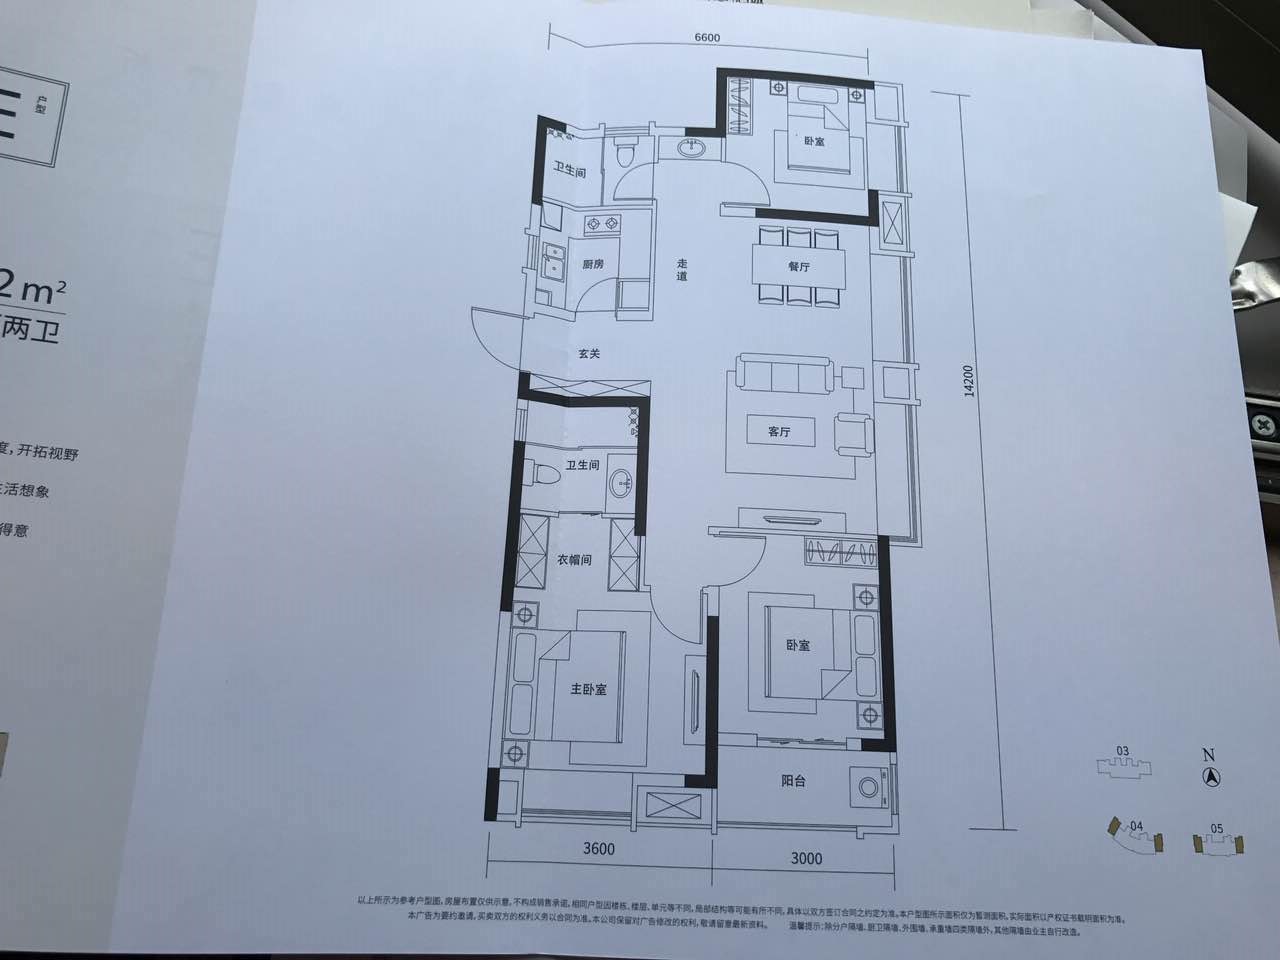 6600
E
户型
卧室
卫生间
2m²
两卫
厨房
走道
餐厅
玄关
14200
客厅
度，开拓视野
卫生间
生活想象
得意
衣帽间
卧室
主卧室
阳台
03
N
04
05
3600
3000
以上所示为参考户型图，房屋布置仅供示意，不构成销售承诺，相同户型因楼栋、楼层、单元等不同，局部结构等可能有所不同，具体以双方签订合同之约定为准。本户型图所示面积仅为暂测面积，实际面积以产权证书载明面积为准。
本广告为要约邀请，买卖双方的权利义务以合同为准。本公司保留对广告修改的权利，敬请留意最新资料。 温馨提示：除分户隔墙、厨卫隔墙、外围墙、承重墙四类隔墙外，其他隔墙由业主自行改造。